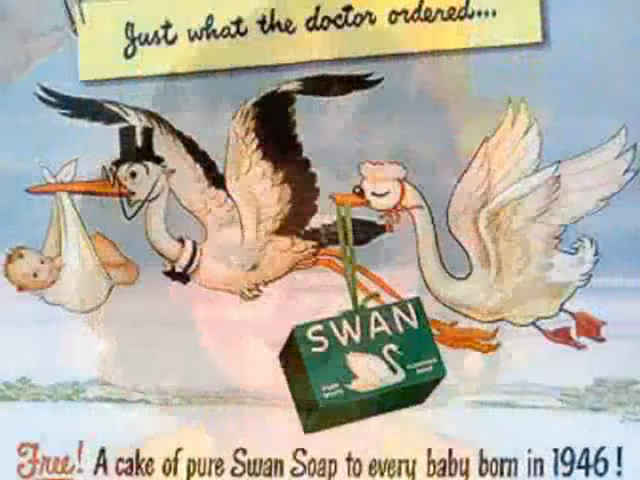 Just what the doctor ordered...
SWAN
Free! A cake of pure Swan Soap to every baby born in 1946!